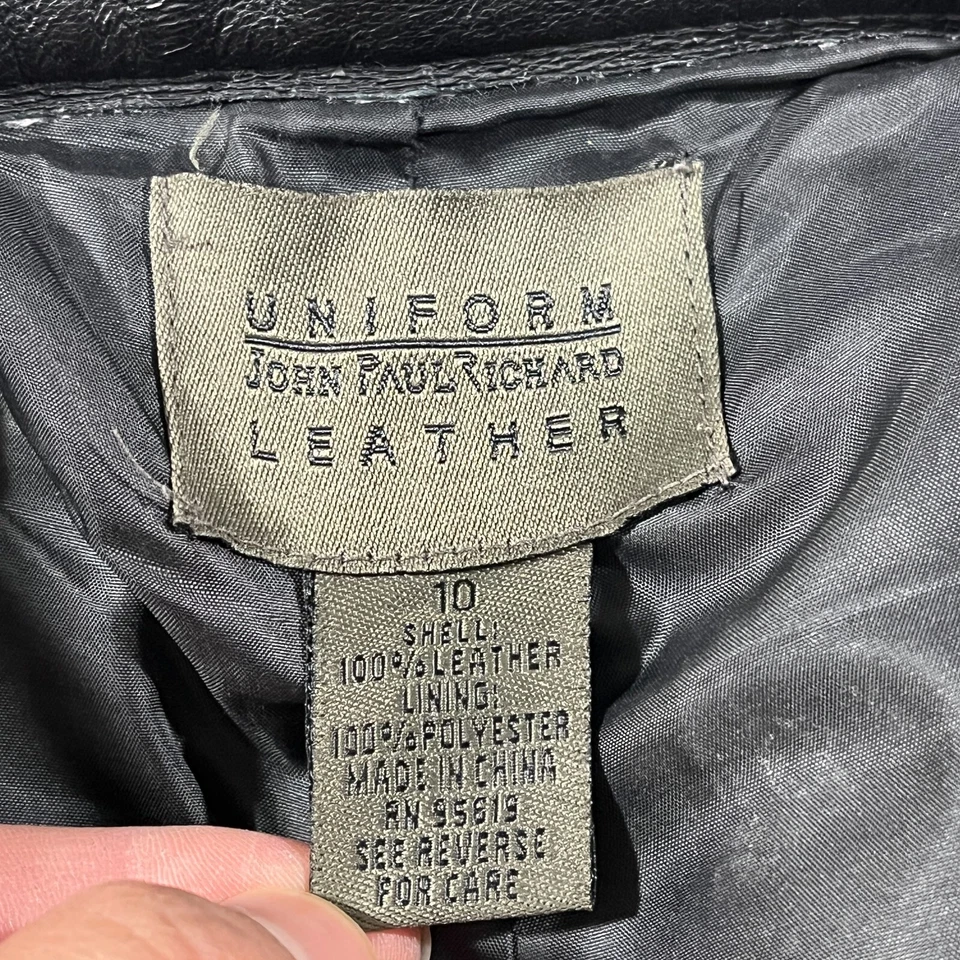 UNIFORM
JOHN PAUL RICHARD
LEATHER
10
SHELL:
100% LEATHER
LINING:
100% POLYESTER
MADE IN CHINA
RN 95619
SEE REVERSE
FOR CARE